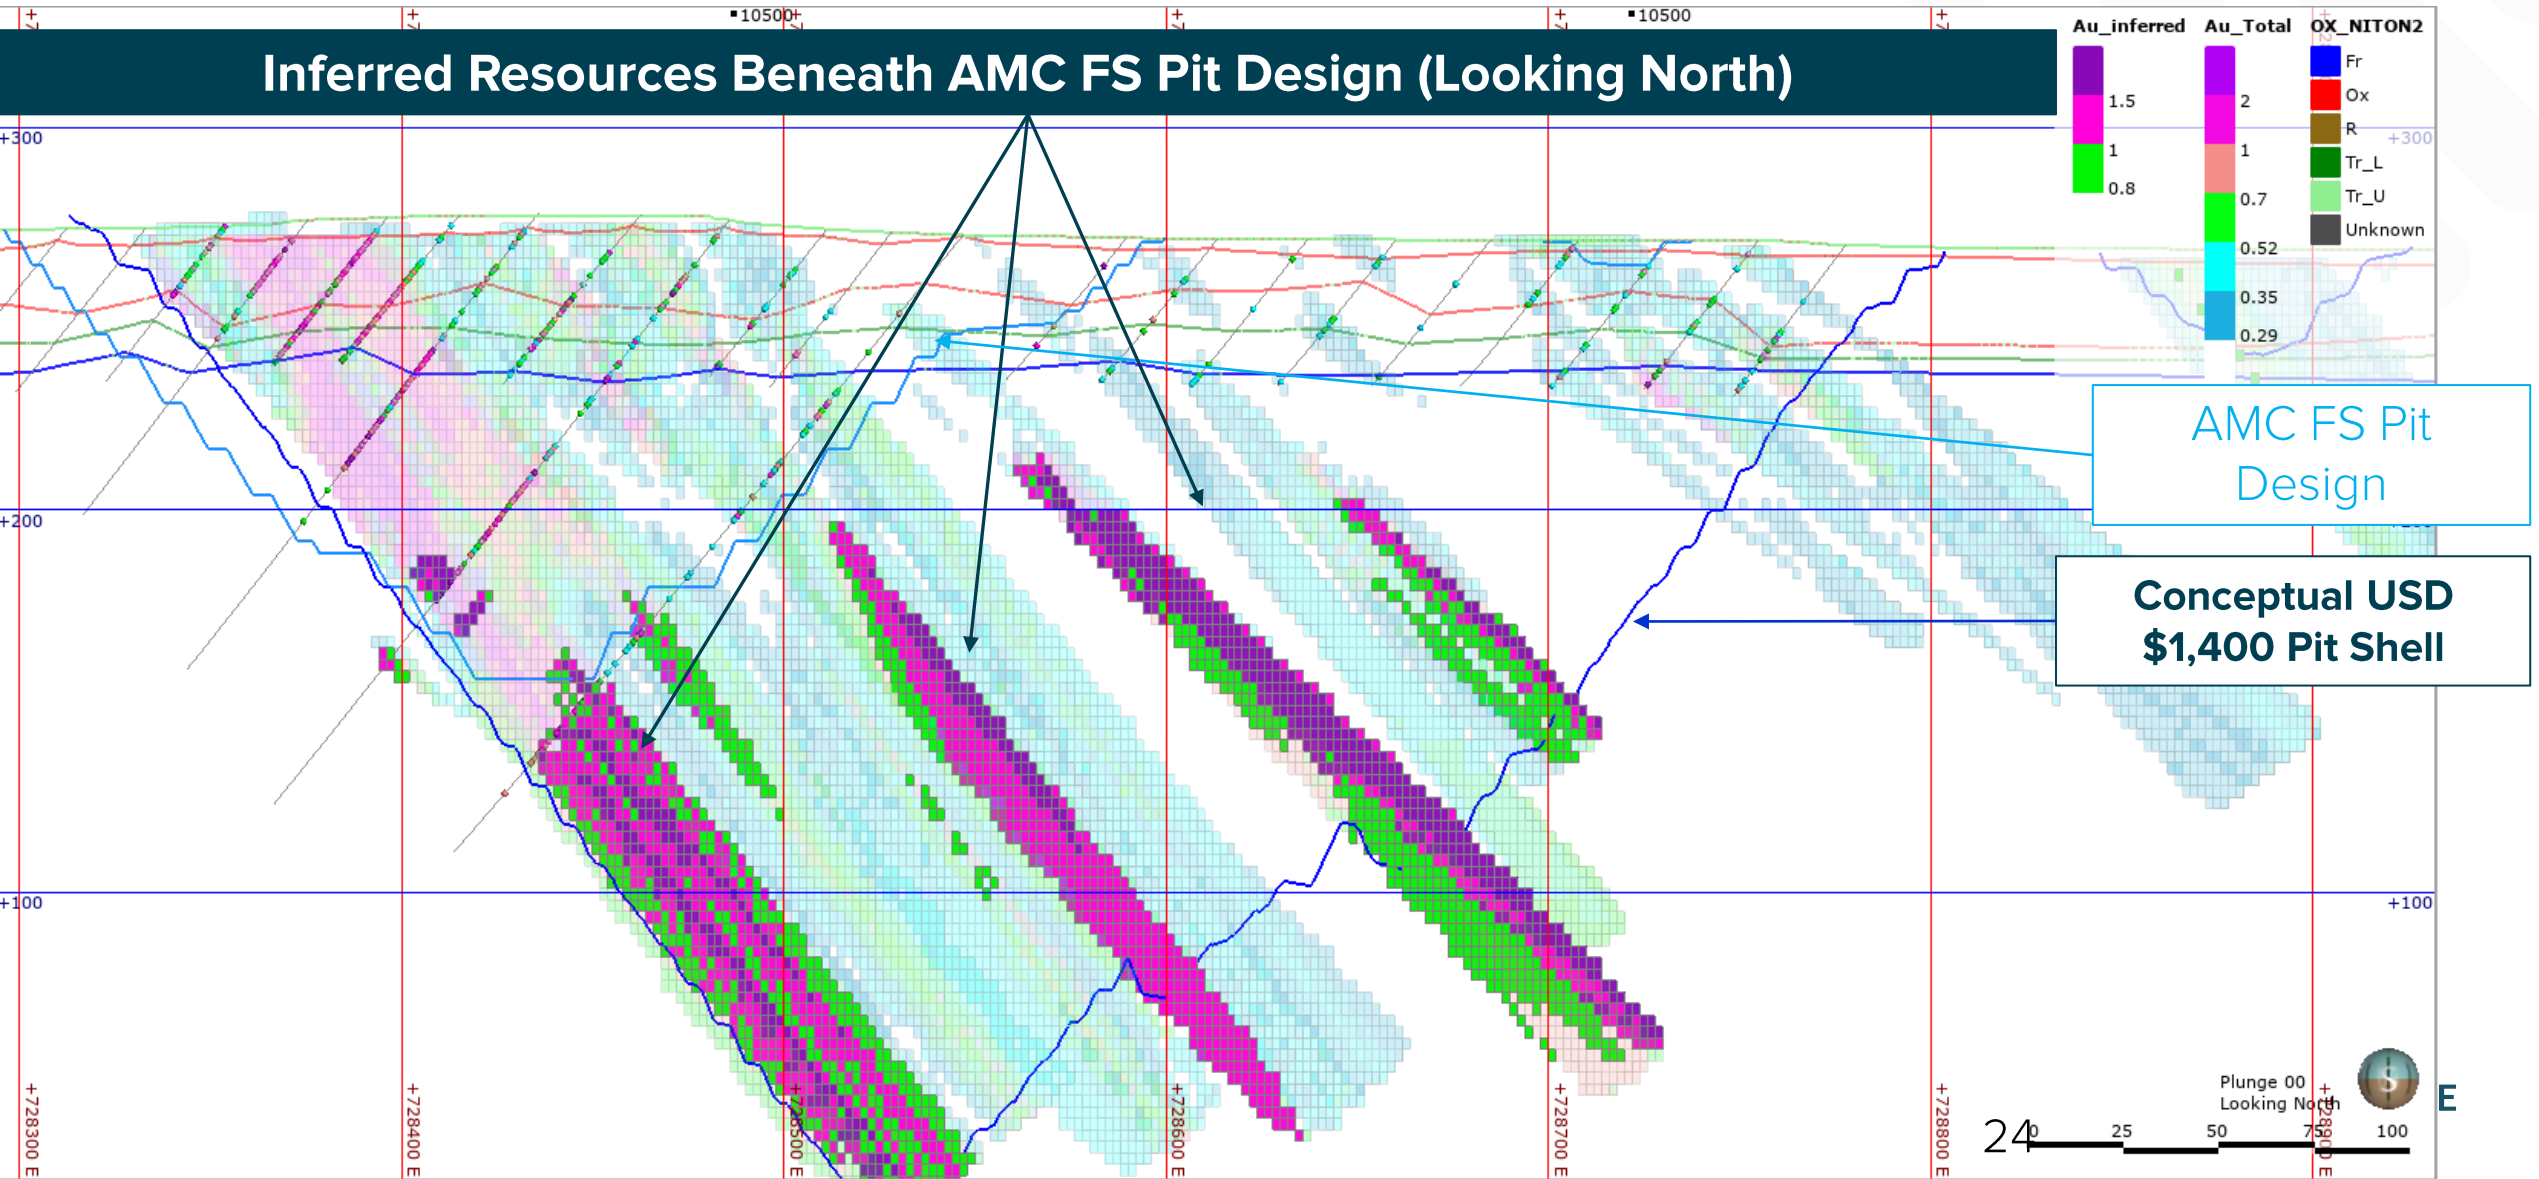 10500
10500
Inferred Resources Beneath AMC FS Pit Design (Looking North)
Au_inferred
1.5
1
0.8
Au_Total
2
1
0.7
0.52
0.35
0.29
OX_NITON2
Fr
Ox
R
Tr_L
Tr_U
Unknown
+300
+300
AMC FS Pit
Design
+200
Conceptual USD
$1,400 Pit Shell
+100
+100
+728300 E
+728400 E
+728500 E
+728600 E
+728700 E
+728800 E
+728900 E
Plunge 00
Looking North
S
E
24
0
25
50
75
100